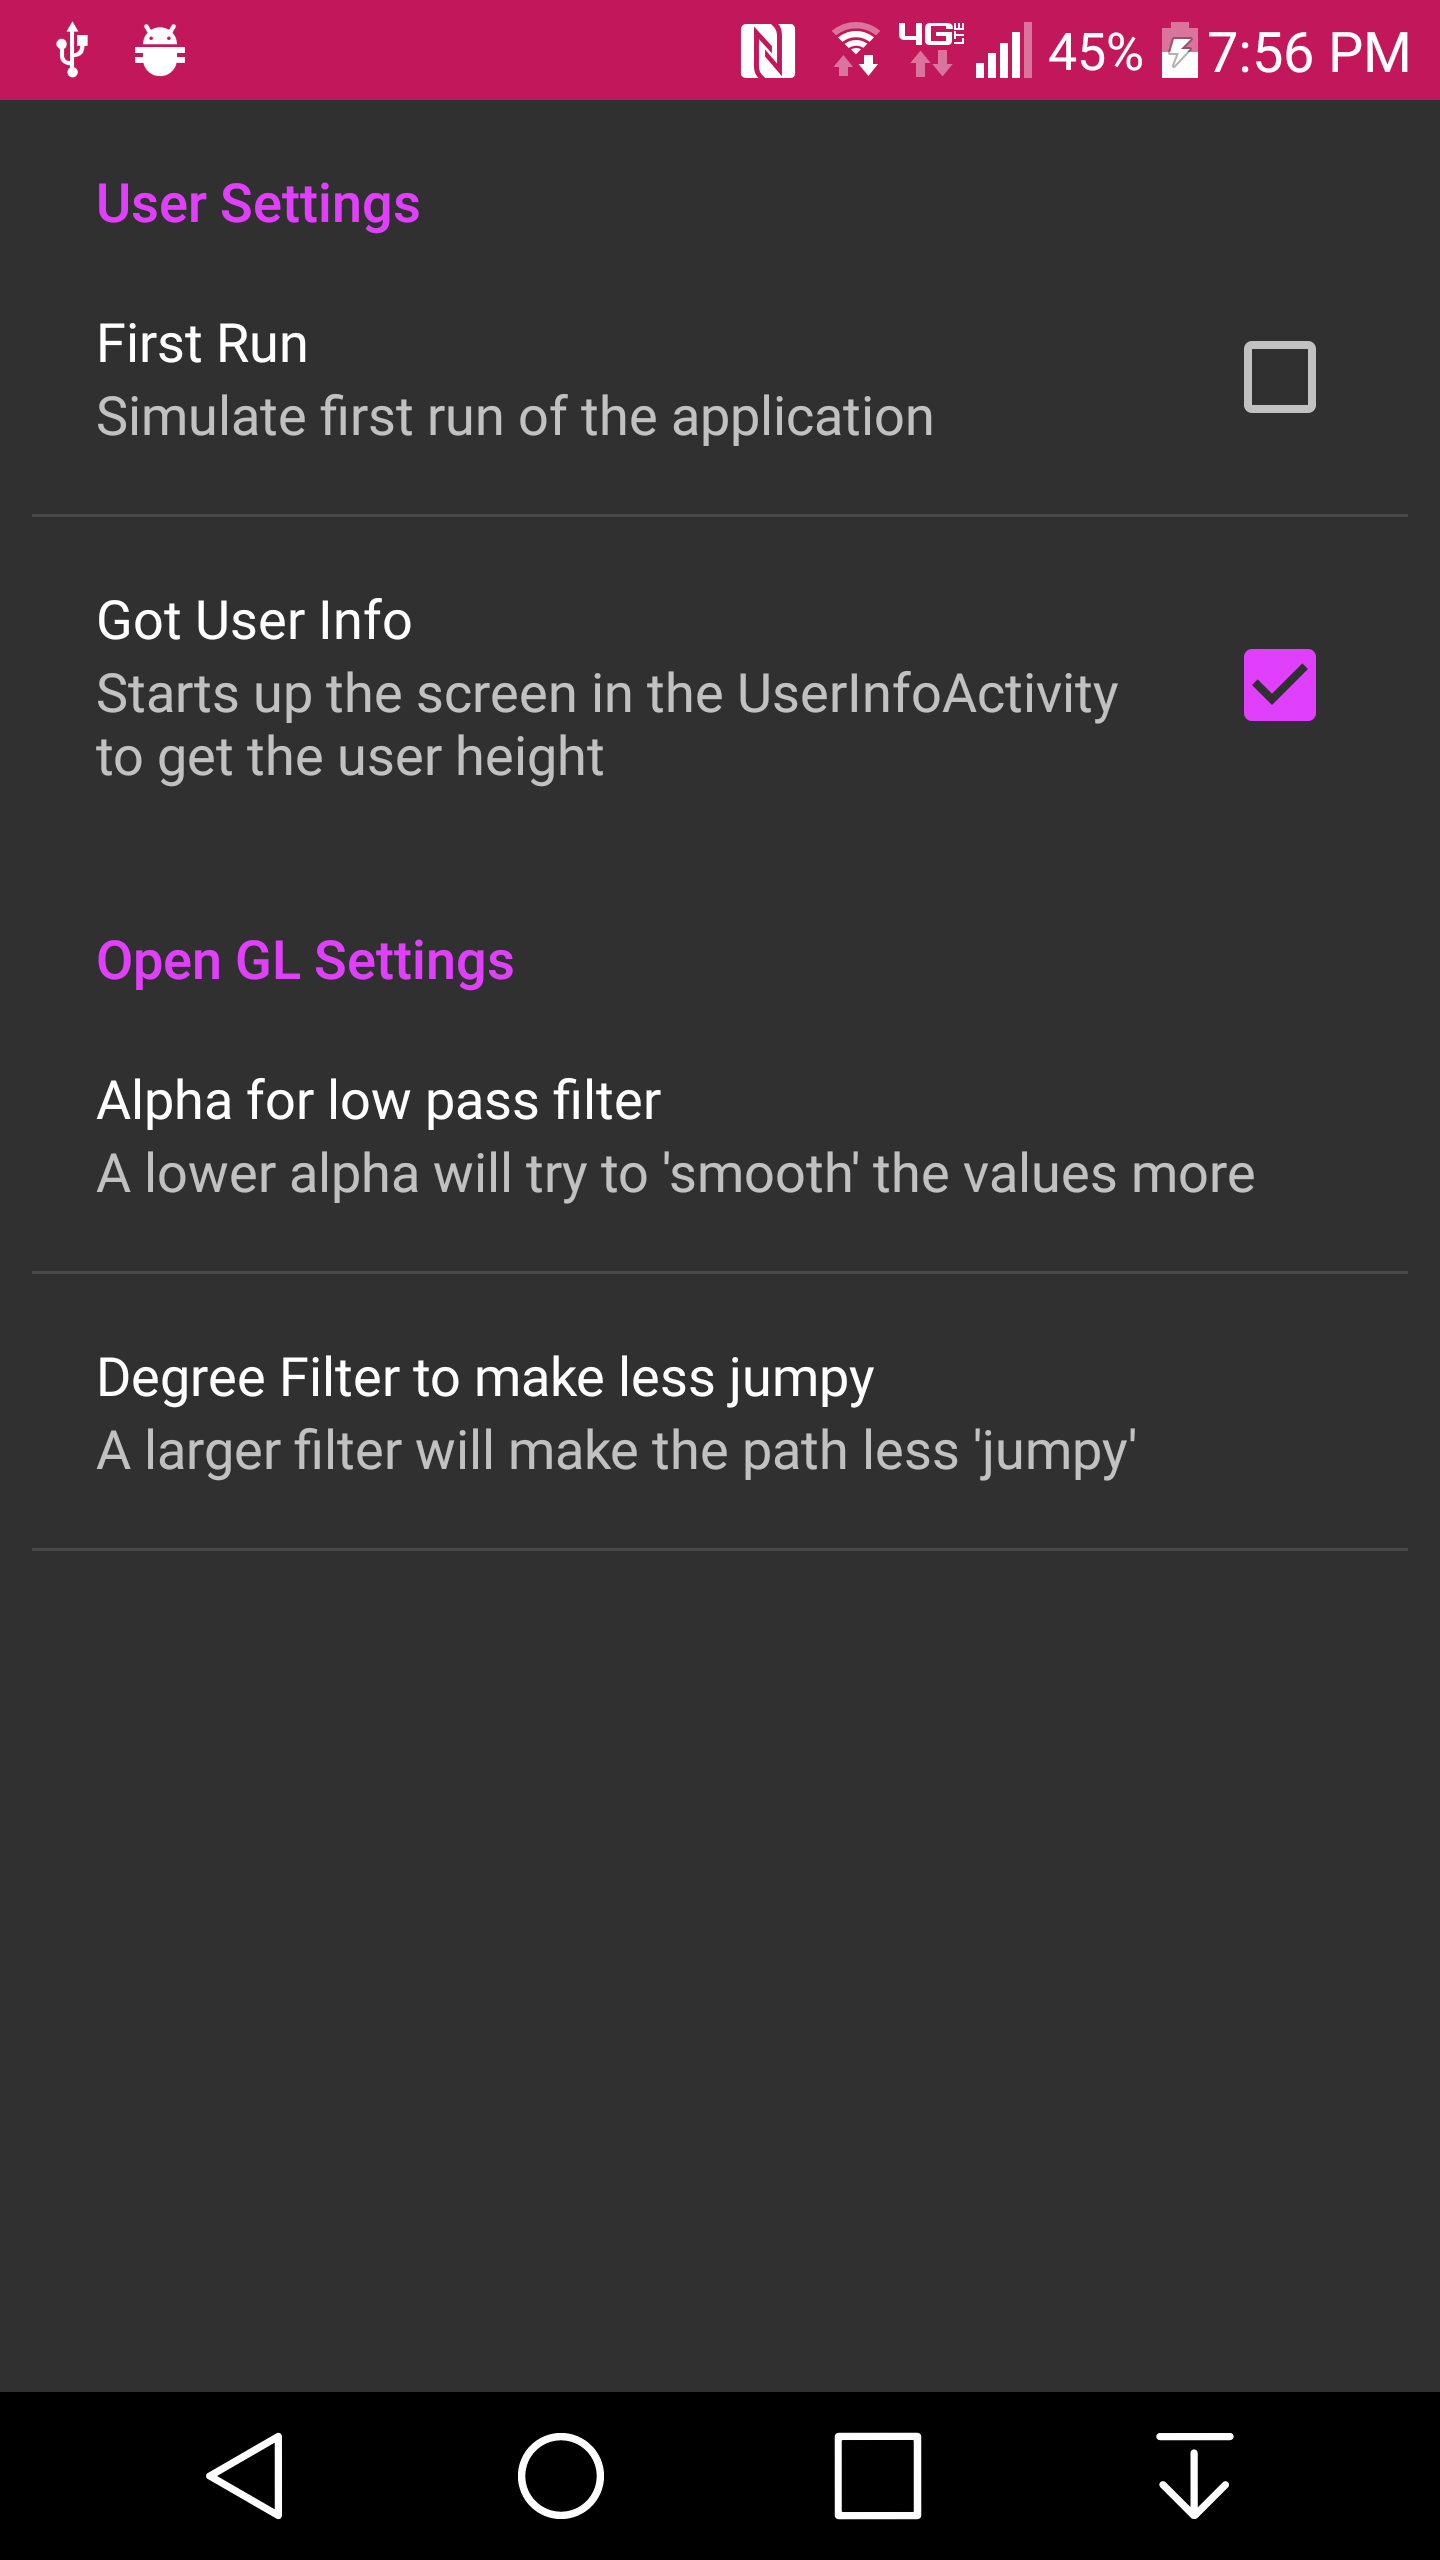 4G LTE 45% 7:56 PM
User Settings
First Run
Simulate first run of the application
Got User Info
Starts up the screen in the UserInfoActivity
to get the user height
Open GL Settings
Alpha for low pass filter
A lower alpha will try to 'smooth' the values more
Degree Filter to make less jumpy
A larger filter will make the path less 'jumpy'